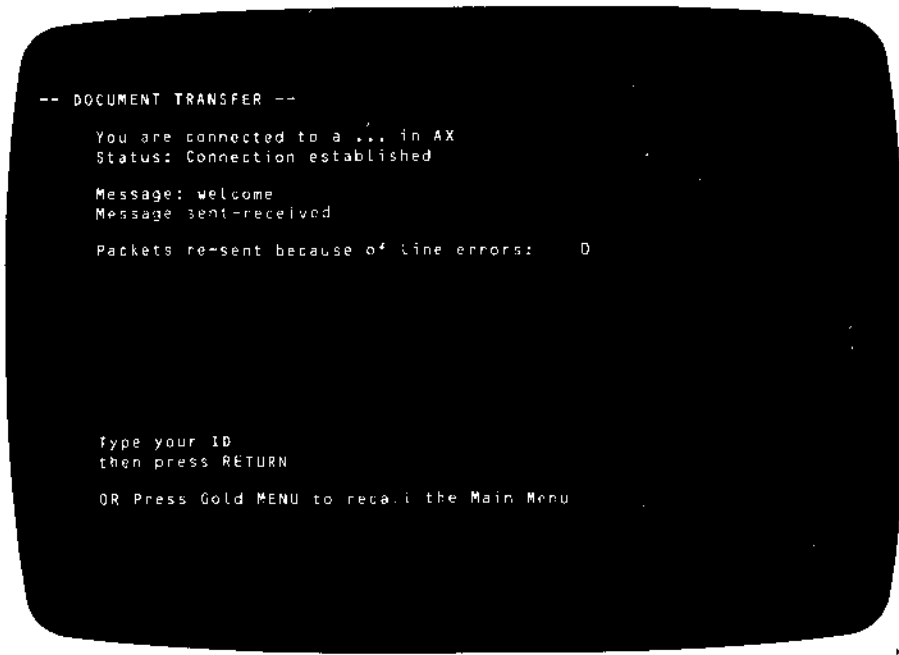 -- DOCUMENT TRANSFER --
You are connected to a ... in AX
Status: Connection established
Message: welcome
Message sent-received
Packets re-sent because of line errors: 0
Type your ID
then press RETURN
OR Press Gold MENU to recall the Main Menu